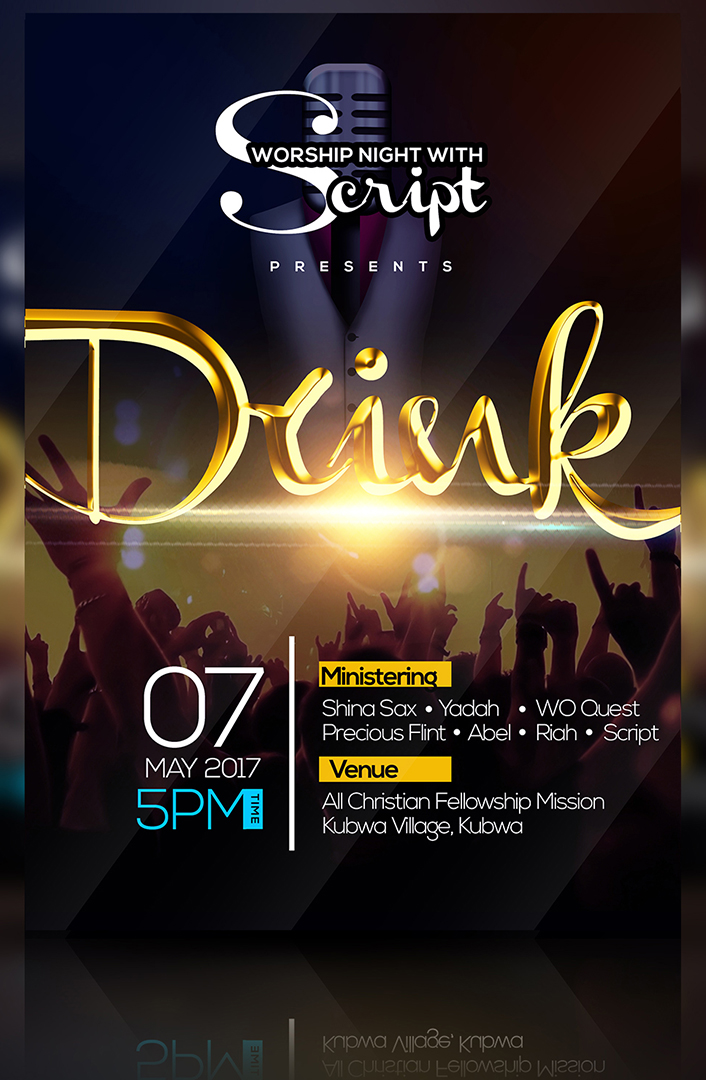 WORSHIP NIGHT WITH
Script
PRESENTS
Drink
07
MAY 2017
5PM TIME
Ministering
Shina Sax • Yadah • WO Quest
Precious Flint • Abel • Riah • Script
Venue
All Christian Fellowship Mission
Kubwa Village, Kubwa